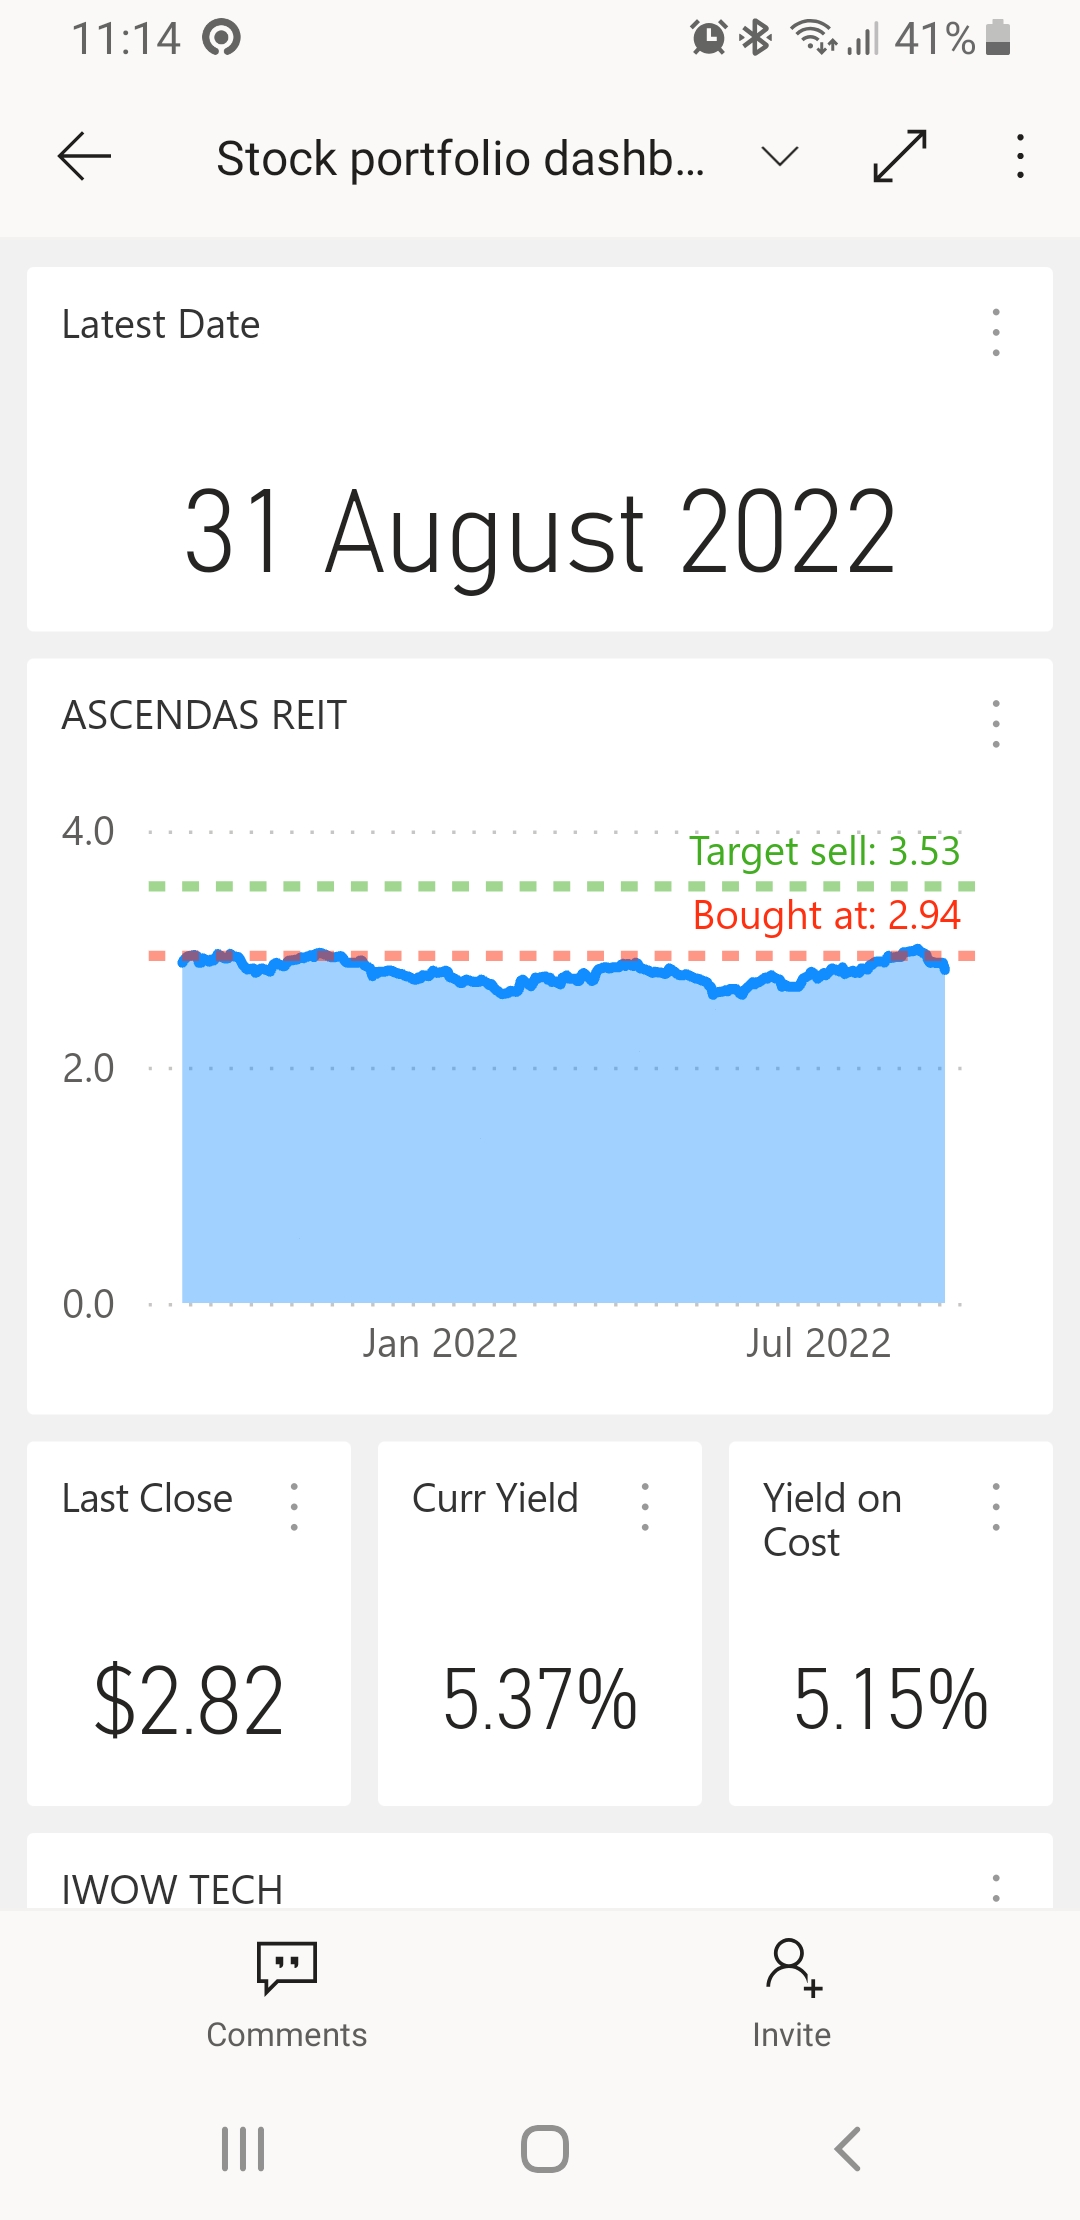 11:14 41%
Stock portfolio dashb...
Latest Date
31 August 2022
ASCENDAS REIT
4.0
Target sell: 3.53
Bought at: 2.94
2.0
0.0
Jan 2022 Jul 2022
Last Close
$2.82
Curr Yield
5.37%
Yield on
Cost
5.15%
IWOW TECH
Comments
Invite